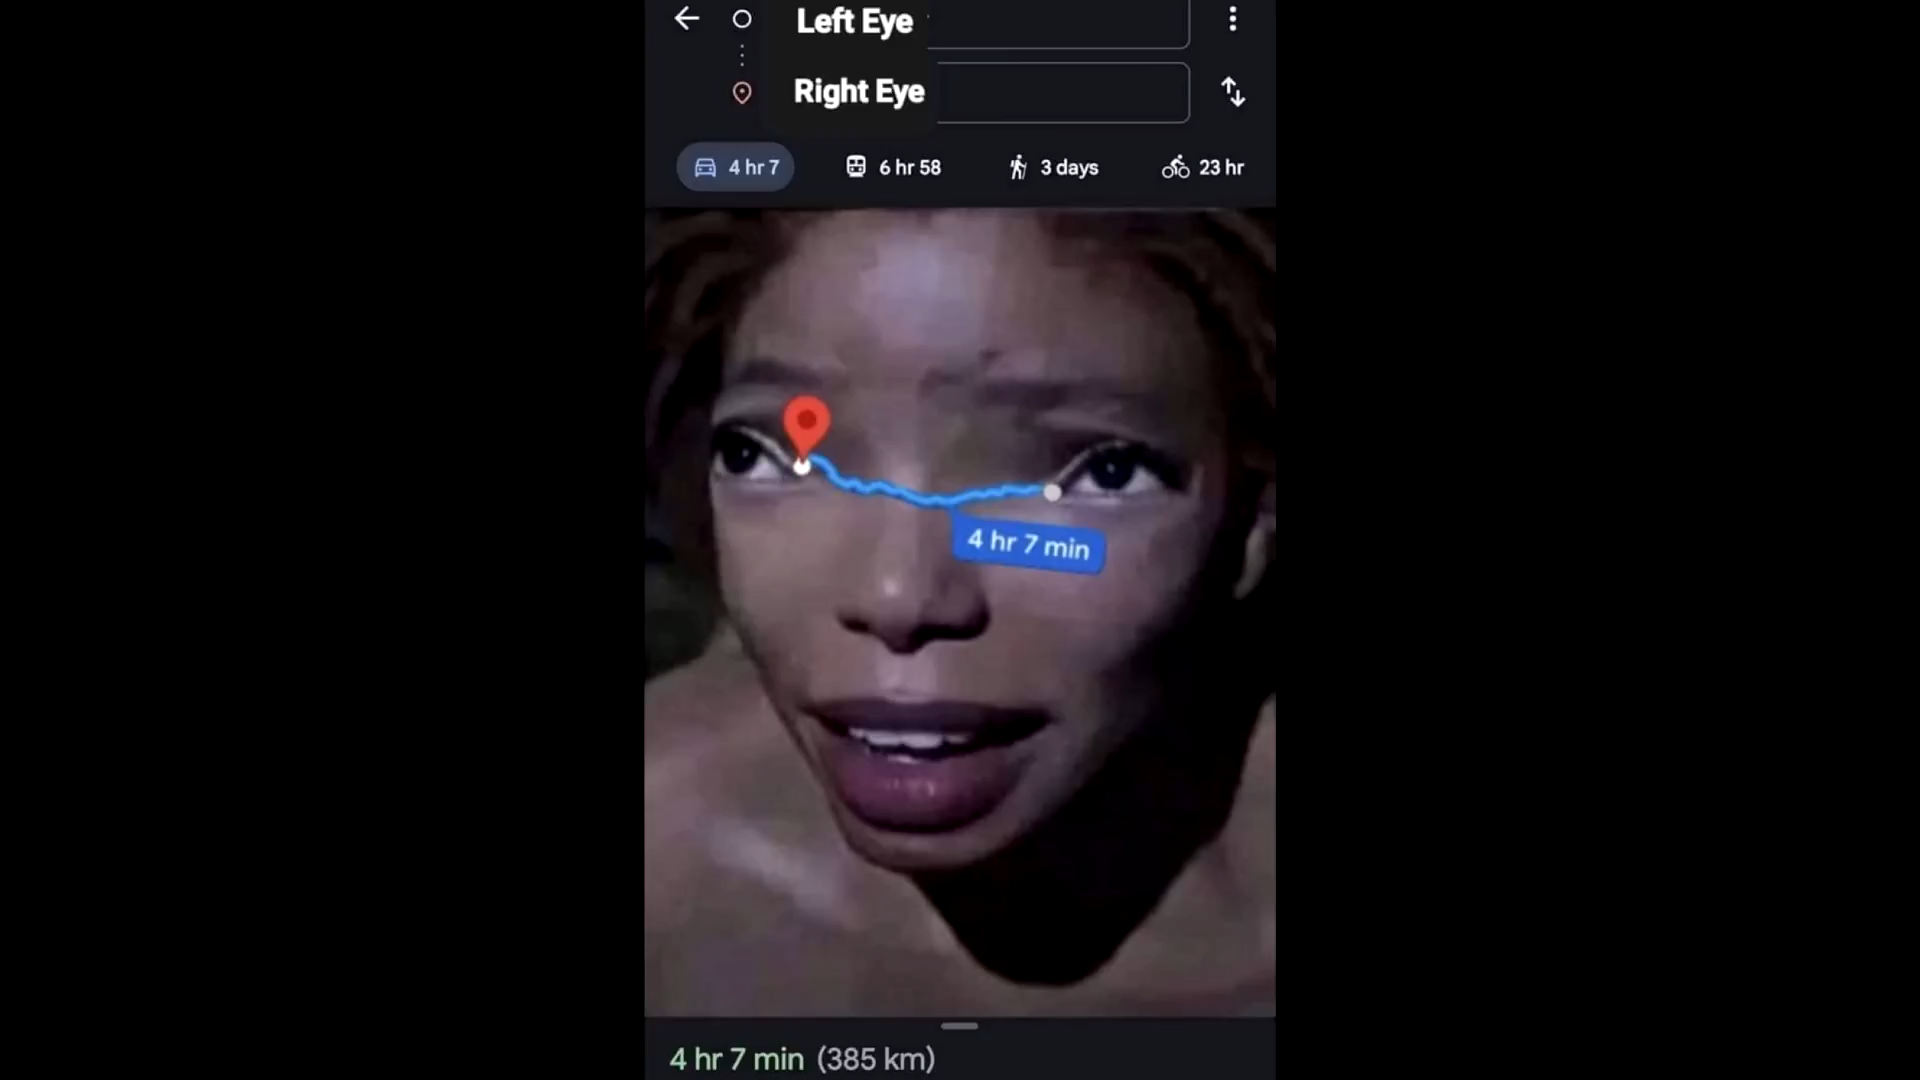 Left Eye
Right Eye
4 hr 7
6 hr 58
3 days
23 hr
4 hr 7 min
4 hr 7 min (385 km)